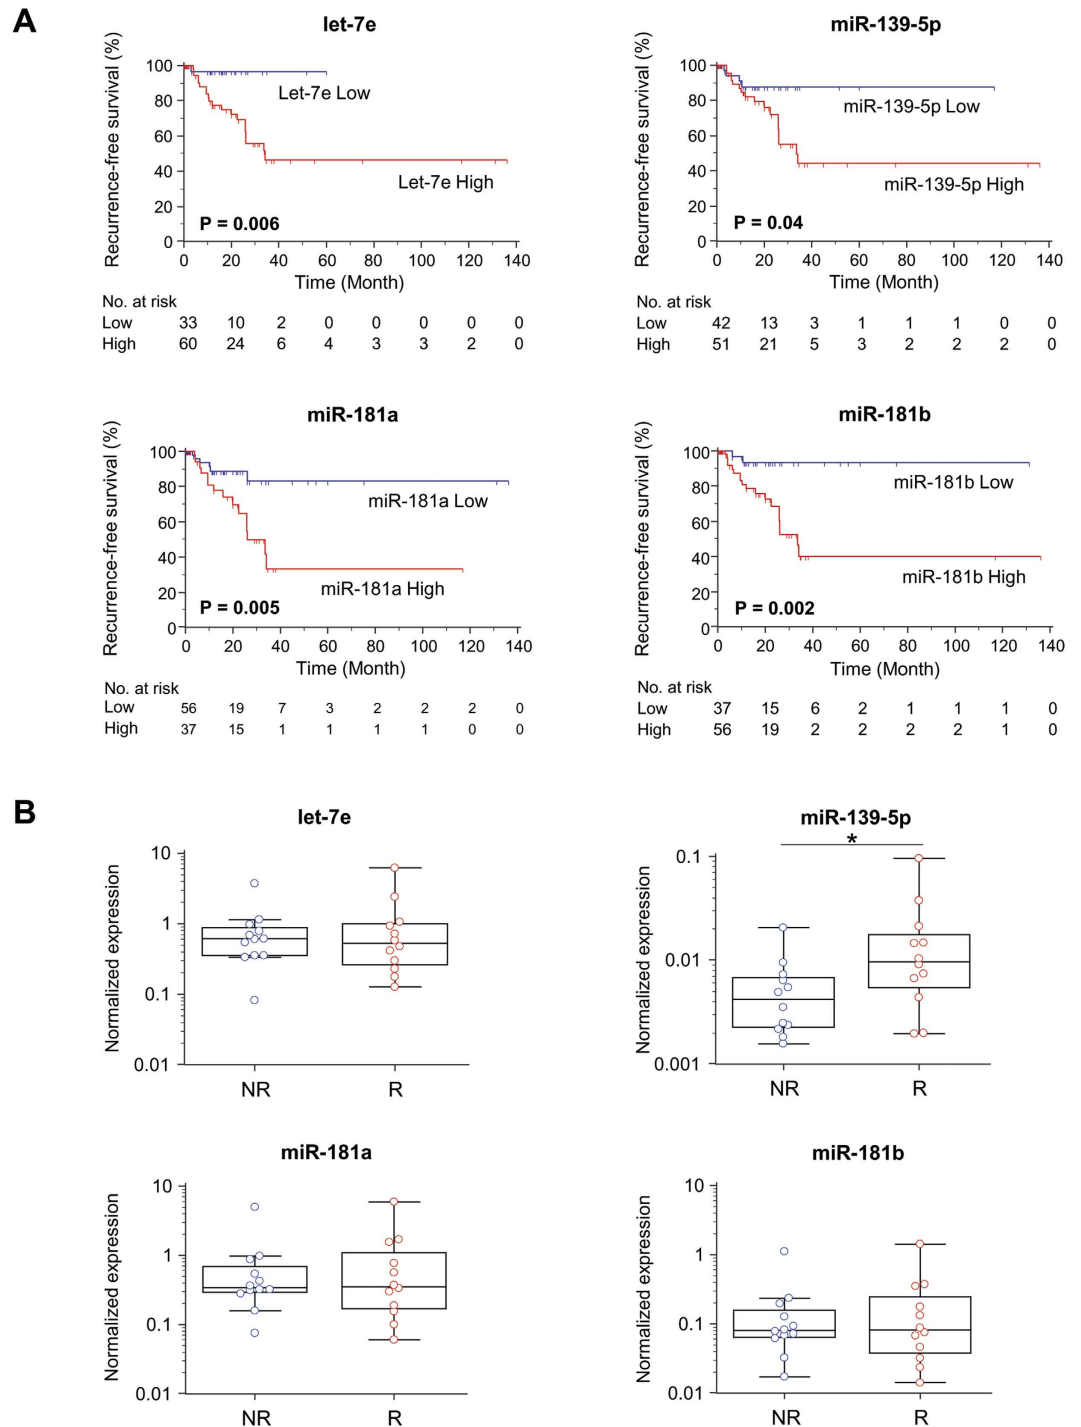 A
let-7e
Recurrence-free survival (%)
100
80
60
40
20
0
Let-7e Low
Let-7e High
P = 0.006
0 20 40 60 80 100 120 140
Time (Month)
No. at risk
Low 33 10 2 0 0 0 0 0
High 60 24 6 4 3 3 2 0
miR-139-5p
Recurrence-free survival (%)
100
80
60
40
20
0
miR-139-5p Low
miR-139-5p High
P = 0.04
0 20 40 60 80 100 120 140
Time (Month)
No. at risk
Low 42 13 3 1 1 1 0 0
High 51 21 5 3 2 2 2 0
miR-181a
Recurrence-free survival (%)
100
80
60
40
20
0
miR-181a Low
miR-181a High
P = 0.005
0 20 40 60 80 100 120 140
Time (Month)
No. at risk
Low 56 19 7 3 2 2 2 0
High 37 15 1 1 1 1 0 0
miR-181b
Recurrence-free survival (%)
100
80
60
40
20
0
miR-181b Low
miR-181b High
P = 0.002
0 20 40 60 80 100 120 140
Time (Month)
No. at risk
Low 37 15 6 2 1 1 1 0
High 56 19 2 2 2 2 1 0
B
let-7e
Normalized expression
10
1
0.1
0.01
NR R
miR-139-5p
*
Normalized expression
0.1
0.01
0.001
NR R
miR-181a
Normalized expression
10
1
0.1
0.01
NR R
miR-181b
Normalized expression
10
1
0.1
0.01
NR R